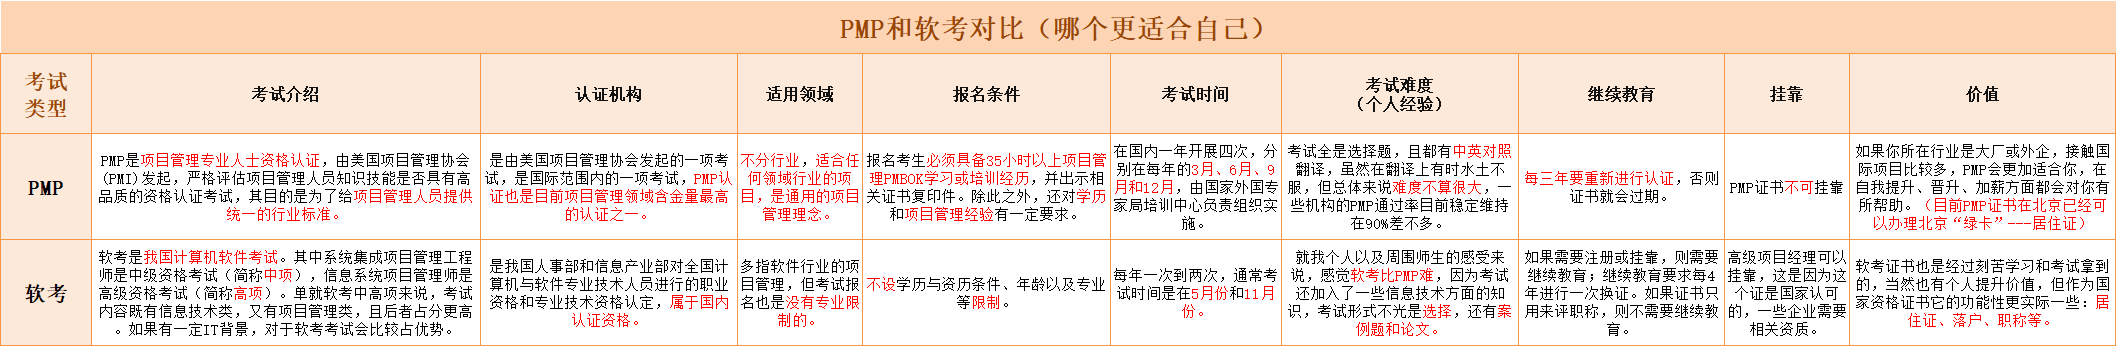 PMP和软考对比（哪个更适合自己）
考试
类型
考试介绍
认证机构
适用领域
报名条件
考试时间
考试难度
（个人经验）
继续教育
挂靠
价值
PMP
PMP是项目管理专业人士资格认证，由美国项目管理协会
(PMI)发起，严格评估项目管理人员知识技能是否具有高
品质的资格认证考试，其目的是为了给项目管理人员提供
统一的行业标准。
是由美国项目管理协会发起的一项考
试，是国际范围内的一项考试，PMP认
证也是目前项目管理领域含金量最高
的认证之一。
不分行业，适合任
何领域行业的项
目，是通用的项目
管理理念。
报名考生必须具备35小时以上项目管
理PMBOK学习或培训经历，并出示相
关证书复印件。除此之外，还对学历
和项目管理经验有一定要求。
在国内一年开展四次，分
别在每年的3月、6月、9
月和12月，由国家外国专
家局培训中心负责组织实
施。
考试全是选择题，且都有中英对照
翻译，虽然在翻译上有时水土不
服，但总体来说难度不算很大，一
些机构的PMP通过率目前稳定维持
在90%差不多。
每三年要重新进行认证，否则
证书就会过期。
PMP证书不可挂靠
如果你所在行业是大厂或外企，接触国
际项目比较多，PMP会更加适合你，在
自我提升、晋升、加薪方面都会对你有
所帮助。（目前PMP证书在北京已经可
以办理北京“绿卡”---居住证）
软考
软考是我国计算机软件考试。其中系统集成项目管理工程
师是中级资格考试（简称中项），信息系统项目管理师是
高级资格考试（简称高项）。单就软考中高项来说，考试
内容既有信息技术类，又有项目管理类，且后者占分更高
。如果有一定IT背景，对于软考考试会比较占优势。
是我国人事部和信息产业部对全国计
算机与软件专业技术人员进行的职业
资格和专业技术资格认定，属于国内
认证资格。
多指软件行业的项
目管理，但考试报
名也是没有专业限
制的。
不设学历与资历条件、年龄以及专业
等限制。
每年一次到两次，通常考
试时间是在5月份和11月
份。
就我个人以及周围师生的感受来
说，感觉软考比PMP难，因为考试
还加入了一些信息技术方面的知
识，考试形式不光是选择，还有案
例题和论文。
如果需要注册或挂靠，则需要
继续教育；继续教育要求每4
年进行一次换证。如果证书只
用来评职称，则不需要继续教
育。
高级项目经理可以
挂靠，这是因为这
个证是国家认可
的，一些企业需要
相关资质。
软考证书也是经过刻苦学习和考试拿到
的，当然也有个人提升价值，但作为国
家资格证书它的功能性更实际一些：居
住证、落户、职称等。